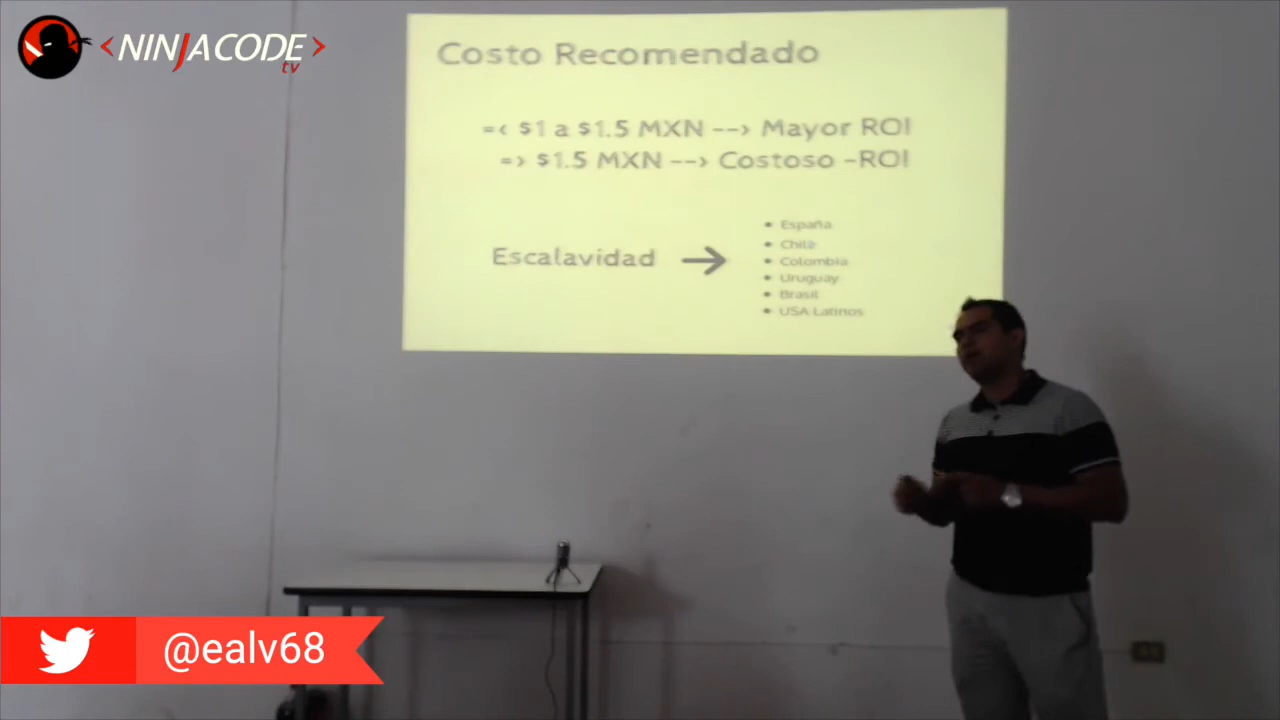 <NINJACODE>
tv
Costo Recomendado
=< $1 a $1.5 MXN --> Mayor ROI
=> $1.5 MXN --> Costoso -ROI
Escalavidad →
• España
• Chile
• Colombia
• Uruguay
• Brasil
• USA Latinos
@ealv68